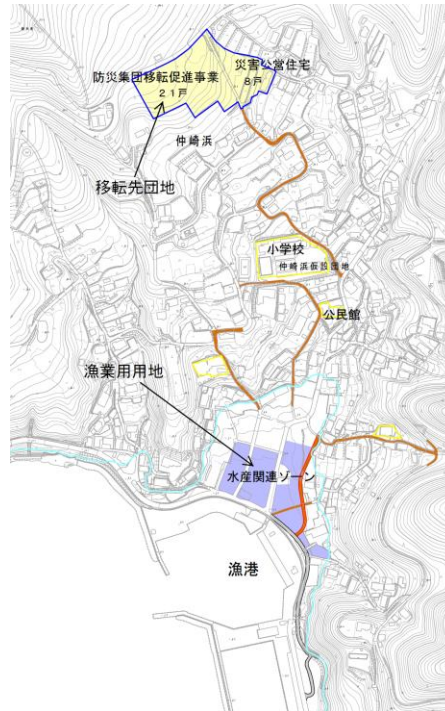 災害公営住宅
8戸
防災集団移転促進事業
２１戸
仲崎浜
移転先団地
小学校
仲崎浜仮設団地
公民館
漁業用用地
水産関連ゾーン
漁港